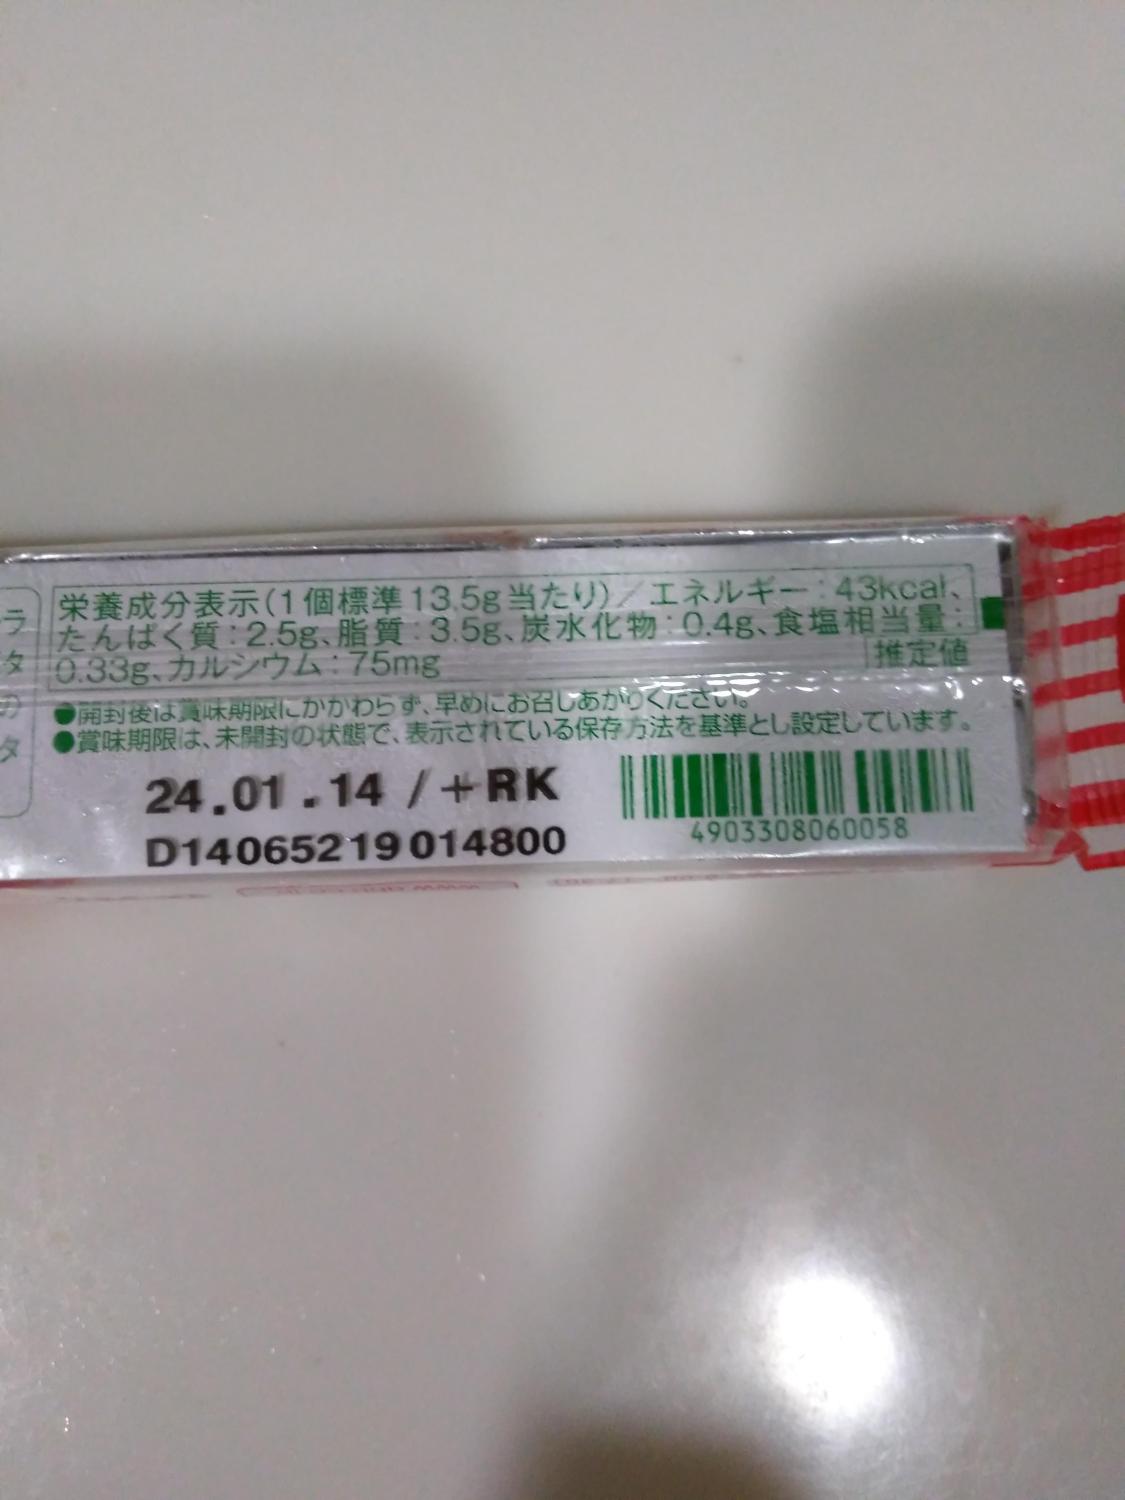 栄養成分表示(1個標準13.5g当たり)/エネルギー:43kcal、
たんぱく質:2.5g、脂質:3.5g、炭水化物:0.4g、食塩相当量:
0.33g、カルシウム:75mg
推定値
●開封後は賞味期限にかかわらず、早めにお召しあがりください。
●賞味期限は、未開封の状態で、表示されている保存方法を基準とし設定しています。
24.01.14/+RK
D14065219014800
4903308060058
ラ
タ
の
タ